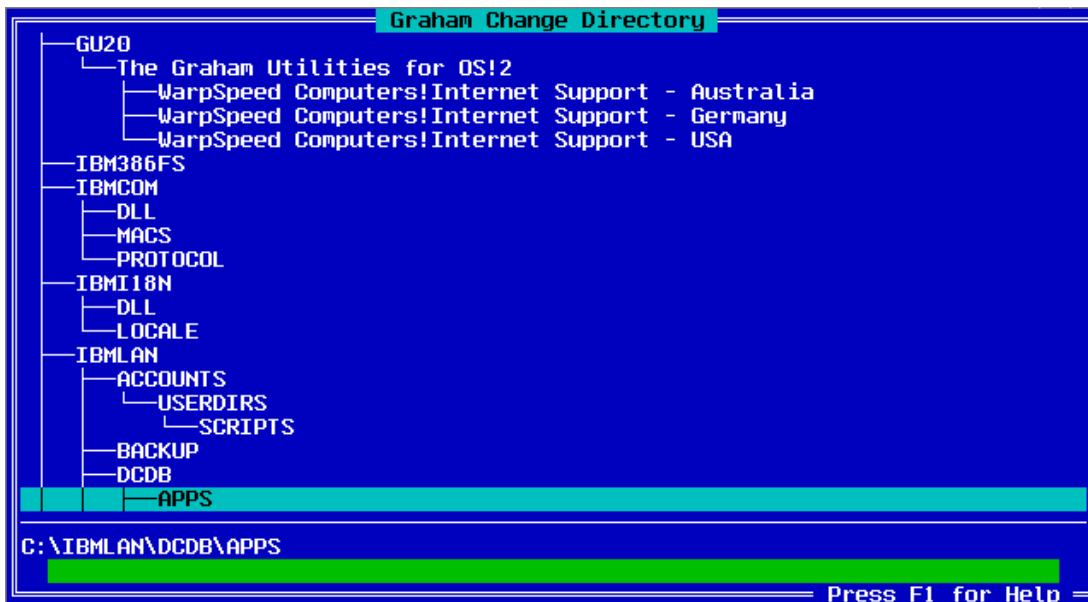 Graham Change Directory
GU20
The Graham Utilities for OS!2
WarpSpeed Computers!Internet Support - Australia
WarpSpeed Computers!Internet Support - Germany
WarpSpeed Computers!Internet Support - USA
IBM386FS
IBMCOM
DLL
MACS
PROTOCOL
IBMI18N
DLL
LOCALE
IBMLAN
ACCOUNTS
USERDIRS
SCRIPTS
BACKUP
DCDB
APPS
C:\IBMLAN\DCDB\APPS
Press F1 for Help